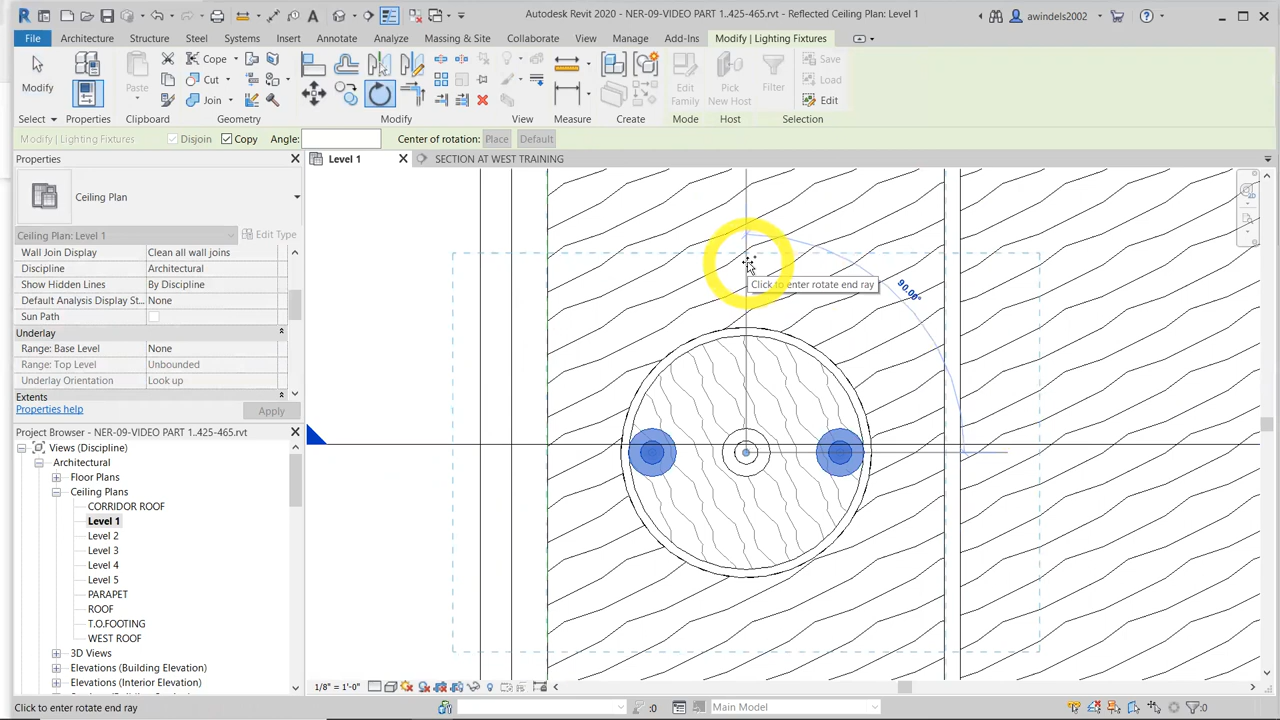 Autodesk Revit 2020 - NER-09-VIDEO PART 1..425-465.rvt - Reflected Ceiling Plan: Level 1
awindels2002
File Architecture Structure Steel Systems Insert Annotate Analyze Massing & Site Collaborate View Manage Add-Ins Modify | Lighting Fixtures
Modify
Paste
Cope
Cut
Join
Edit Family
Pick New Host
Filter
Save
Load
Edit
Select Properties Clipboard Geometry Modify View Measure Create Mode Host Selection
Modify | Lighting Fixtures Disjoin Copy Angle: Center of rotation: Place Default
Properties
Level 1
SECTION AT WEST TRAINING
Ceiling Plan
Ceiling Plan: Level 1 Edit Type
Wall Join Display Clean all wall joins
Discipline Architectural
Show Hidden Lines By Discipline
Default Analysis Display St... None
Sun Path
Underlay
Range: Base Level None
Range: Top Level Unbounded
Underlay Orientation Look up
Extents
Properties help Apply
Project Browser - NER-09-VIDEO PART 1..425-465.rvt
Views (Discipline)
Architectural
Floor Plans
Ceiling Plans
CORRIDOR ROOF
Level 1
Level 2
Level 3
Level 4
Level 5
PARAPET
ROOF
T.O.FOOTING
WEST ROOF
3D Views
Elevations (Building Elevation)
Elevations (Interior Elevation)
Click to enter rotate end ray
90.00°
1/8" = 1'-0"
Click to enter rotate end ray
:0
Main Model
:0